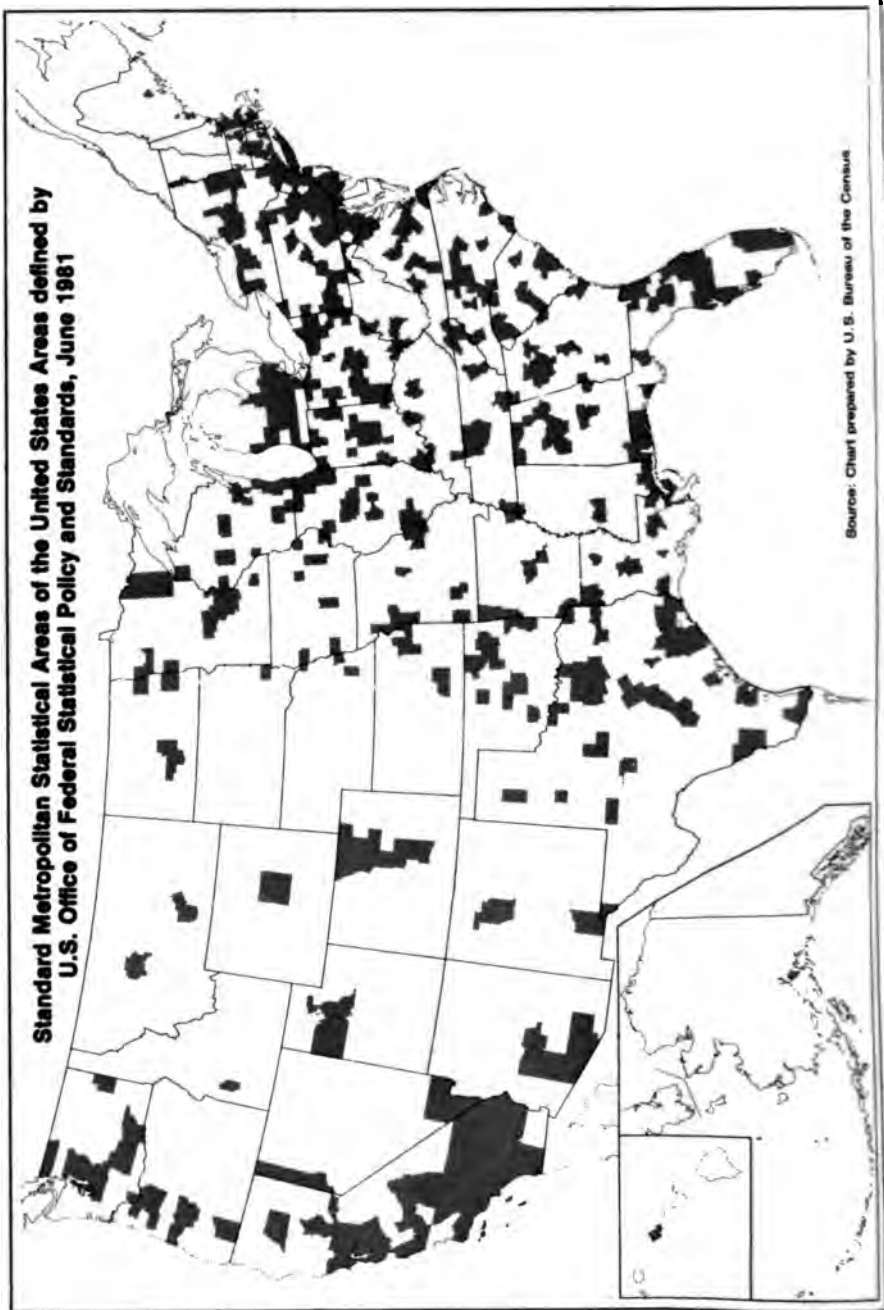 Standard Metropolitan Statistical Areas of the United States Areas defined by
U.S. Office of Federal Statistical Policy and Standards, June 1981
Source: Chart prepared by U.S. Bureau of the Census